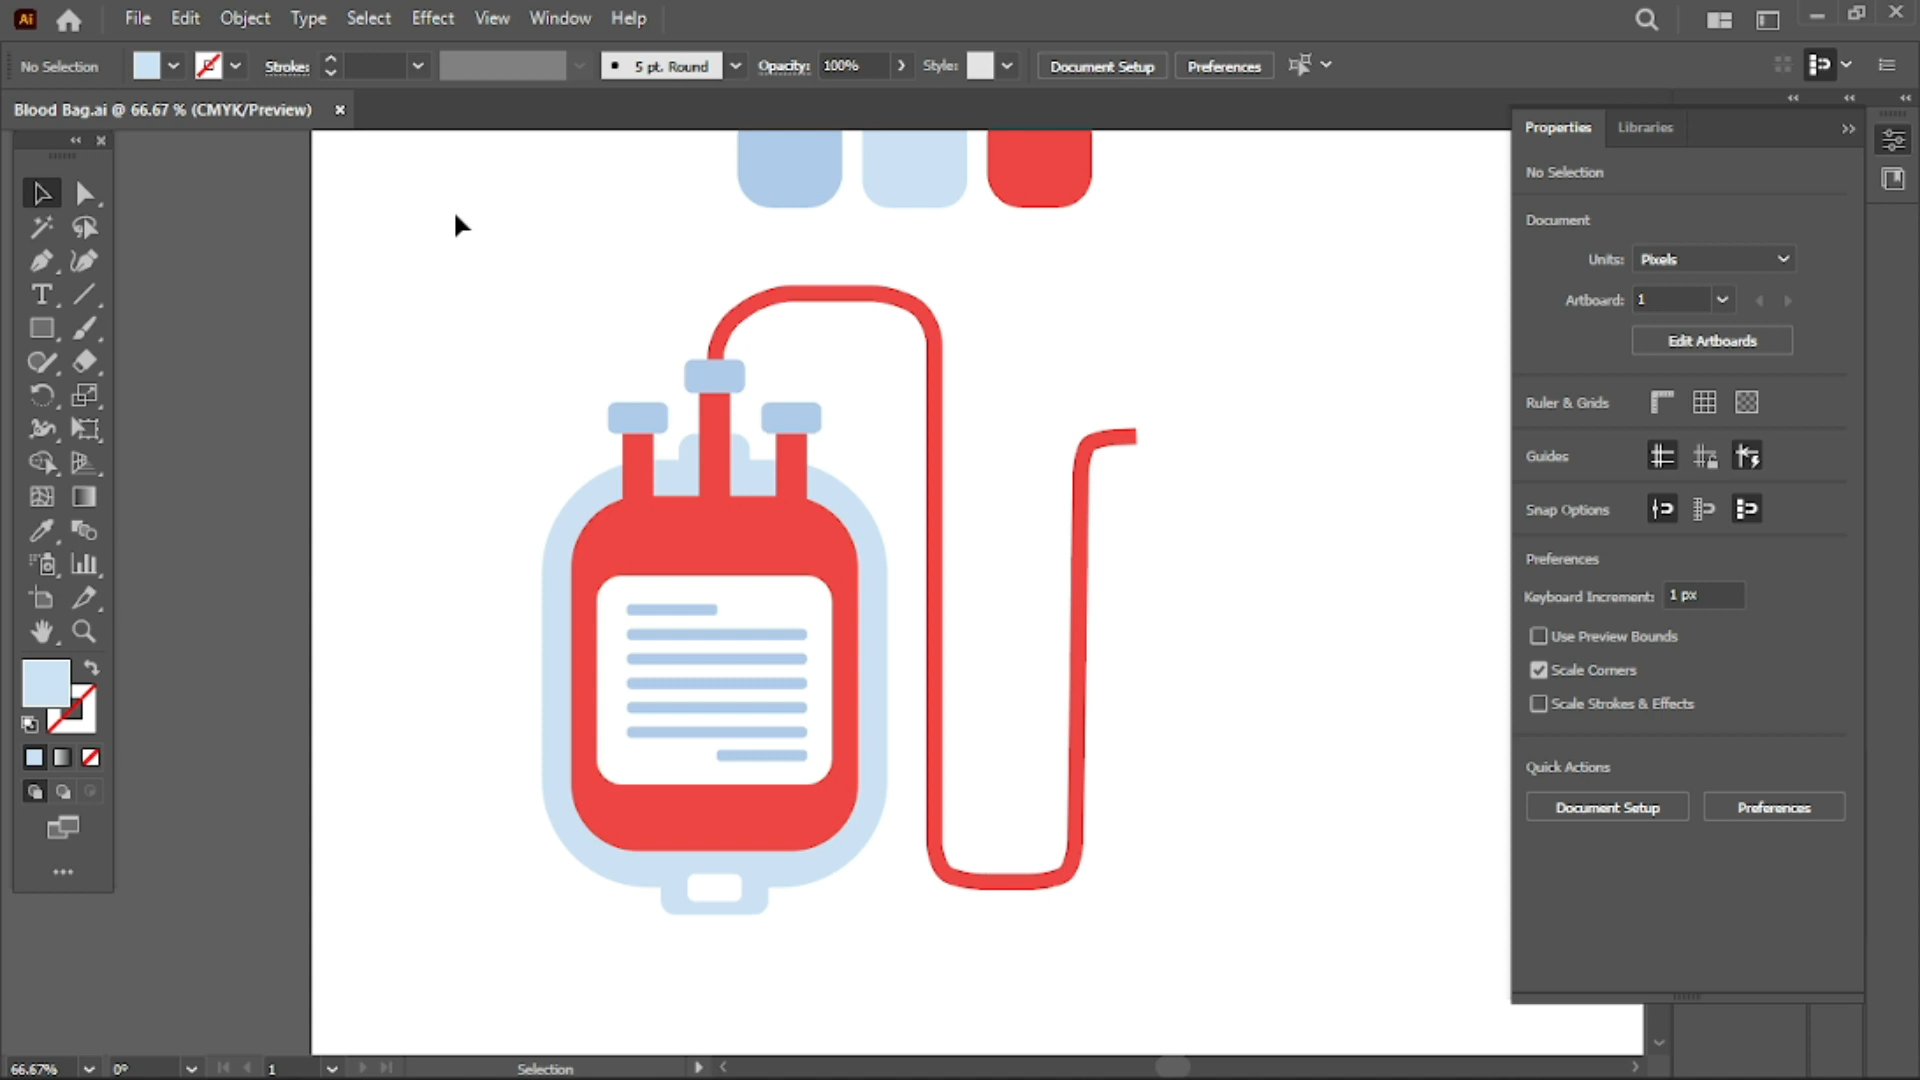 Ai File Edit Object Type Select Effect View Window Help
No Selection Stroke: 5 pt. Round Opacity: 100% Style: Document Setup Preferences
Blood Bag.ai @ 66.67 % (CMYK/Preview)
Properties Libraries
No Selection
Document
Units: Pixels
Artboard: 1
Edit Artboards
Ruler & Grids
Guides
Snap Options
Preferences
Keyboard Increment: 1 px
Use Preview Bounds
Scale Corners
Scale Strokes & Effects
Quick Actions
Document Setup Preferences
66.67% 0° 1 Selection